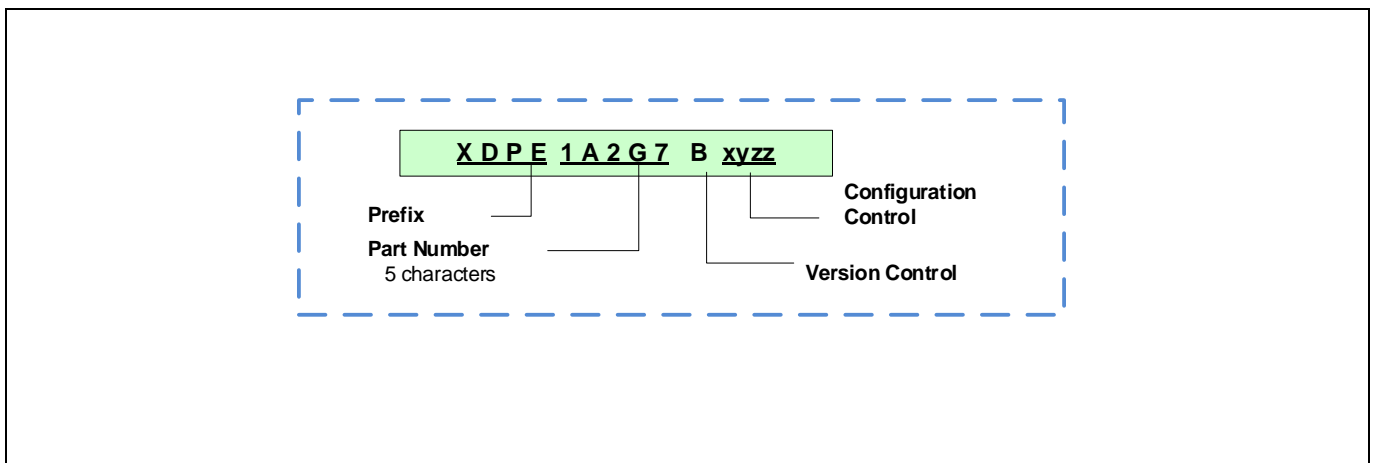 X D P E 1 A 2 G 7 B xyzz
Prefix
Part Number
5 characters
Configuration
Control
Version Control